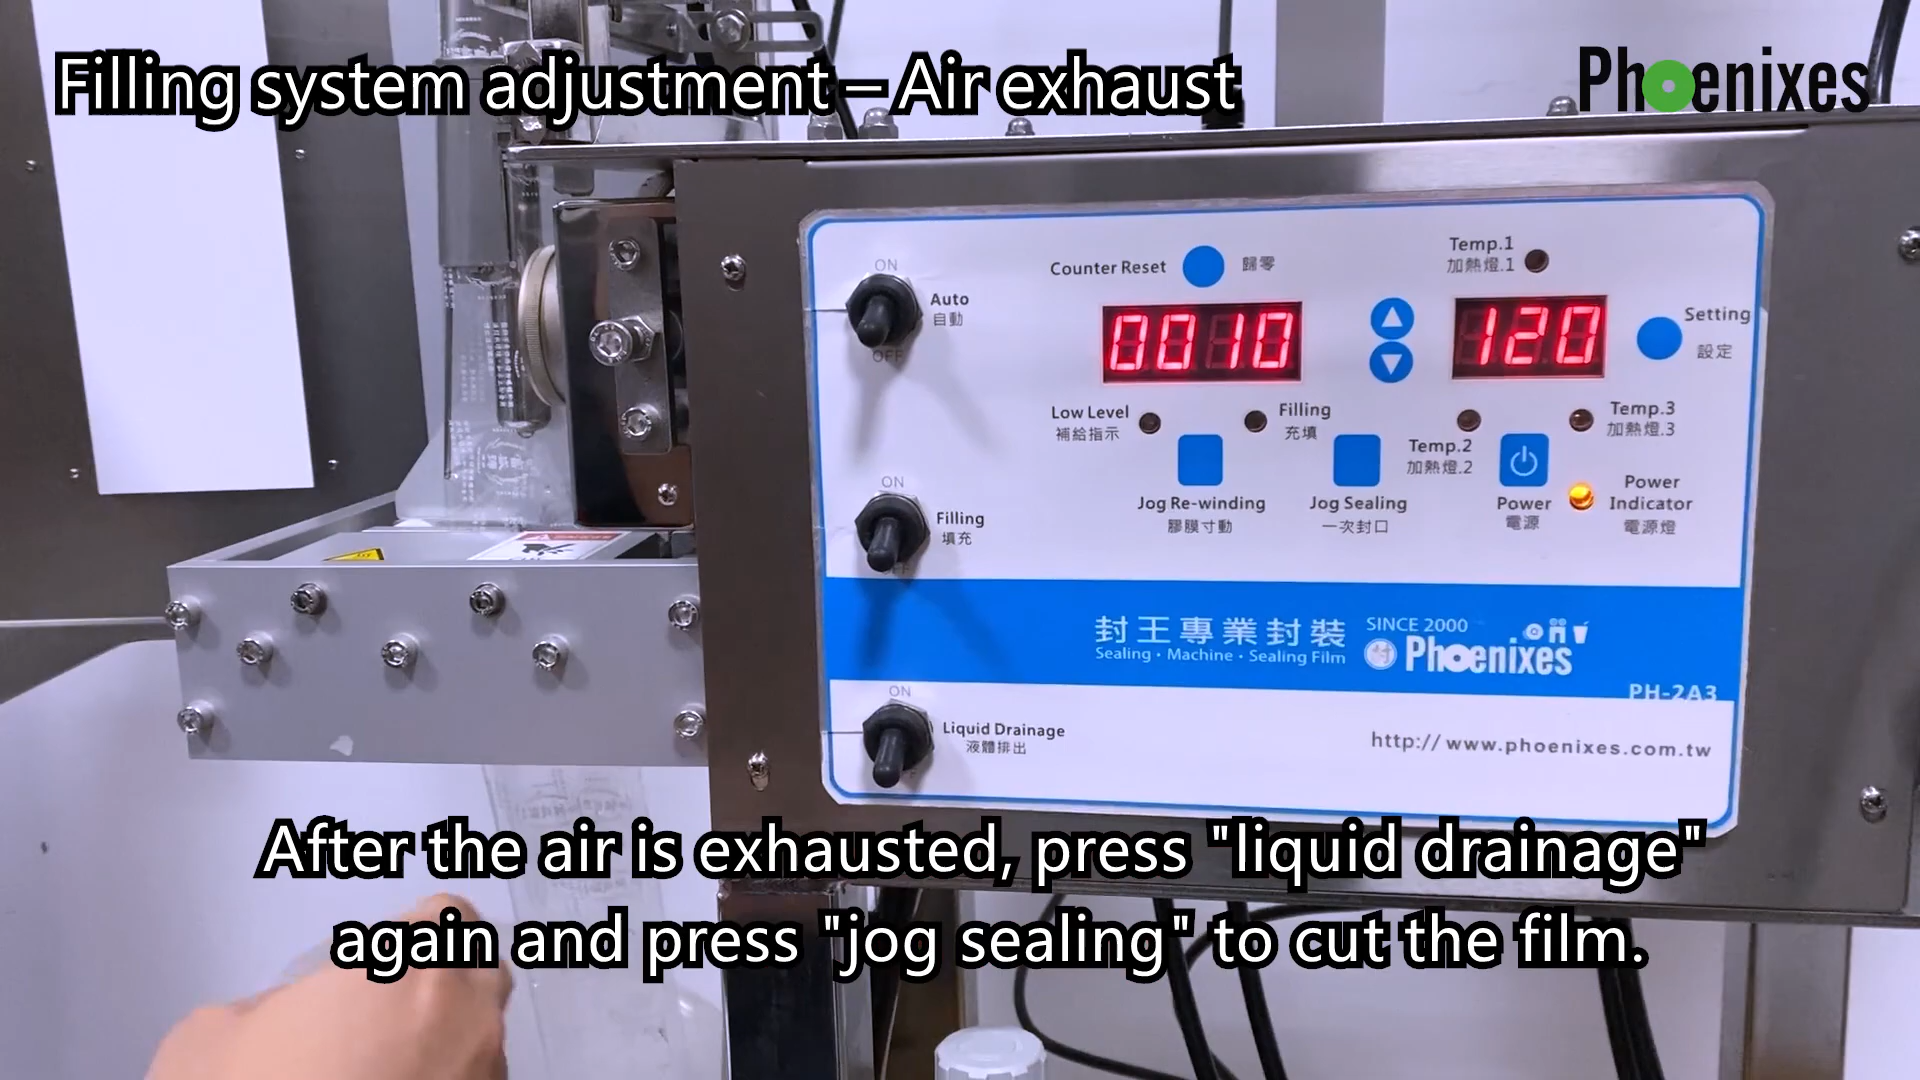 Filling system adjustment – Air exhaust
Phoenixes
ON
Auto
自動
OFF
Counter Reset
歸零
0010
Temp.1
加熱燈.1
120
Setting
設定
Low Level
補給指示
Filling
充填
Temp.2
加熱燈.2
Temp.3
加熱燈.3
Jog Re-winding
膠膜寸動
Jog Sealing
一次封口
Power
電源
Power
Indicator
電源燈
ON
Filling
填充
OFF
封王專業封裝
Sealing・Machine・Sealing Film
SINCE 2000
Phoenixes
PH-2A3
ON
Liquid Drainage
液體排出
http:// www.phoenixes.com.tw
After the air is exhausted, press "liquid drainage"
again and press "jog sealing" to cut the film.